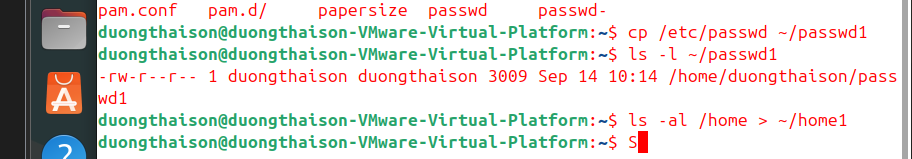 pam.conf   pam.d/     papersize  passwd     passwd-
duongthaison@duongthaison-VMware-Virtual-Platform:~$ cp /etc/passwd ~/passwd1
duongthaison@duongthaison-VMware-Virtual-Platform:~$ ls -l ~/passwd1
-rw-r--r-- 1 duongthaison duongthaison 3009 Sep 14 10:14 /home/duongthaison/pass
wd1
duongthaison@duongthaison-VMware-Virtual-Platform:~$ ls -al /home > ~/home1
duongthaison@duongthaison-VMware-Virtual-Platform:~$ S